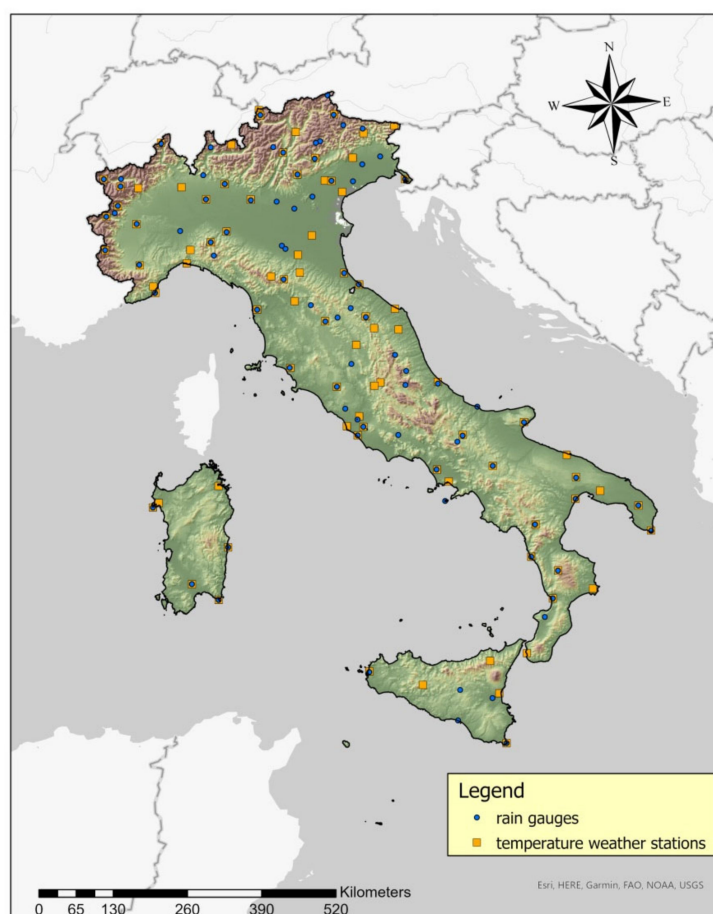 N
W
E
S
Legend
rain gauges
temperature weather stations
Esri, HERE, Garmin, FAO, NOAA, USGS
Kilometers
0 65 130 260 390 520